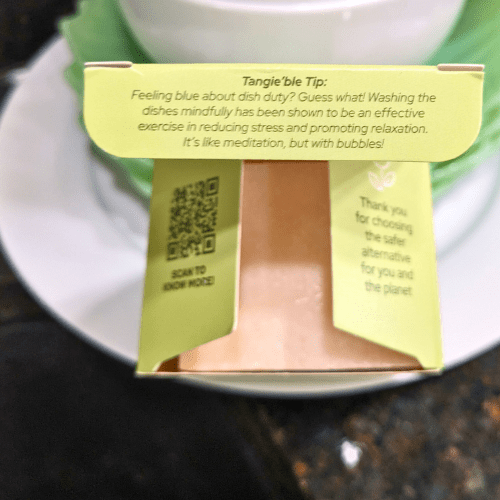 Tangie'ble Tip:
Feeling blue about dish duty? Guess what! Washing the
dishes mindfully has been shown to be an effective
exercise in reducing stress and promoting relaxation.
It's like meditation, but with bubbles!
SCAN TO
KNOW MORE!
Thank you
for choosing
the safer
alternative
for you and
the planet